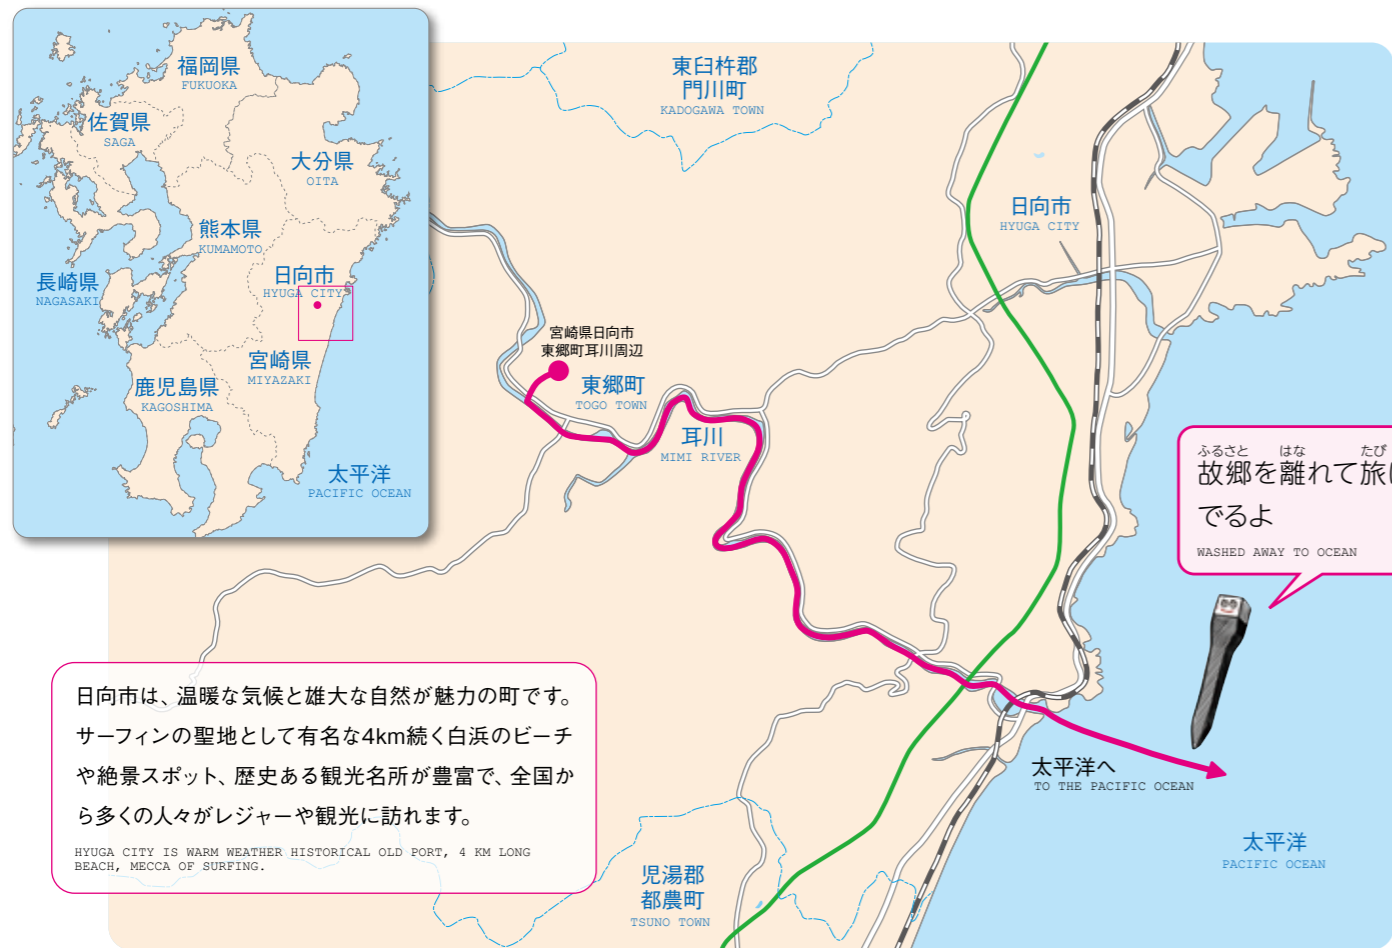 福岡県
FUKUOKA
佐賀県
SAGA
大分県
OITA
熊本県
KUMAMOTO
長崎県
NAGASAKI
日向市
HYUGA CITY
宮崎県
MIYAZAKI
鹿児島県
KAGOSHIMA
太平洋
PACIFIC OCEAN
東臼杵郡
門川町
KADOGAWA TOWN
日向市
HYUGA CITY
宮崎県日向市
東郷町耳川周辺
東郷町
TOGO TOWN
耳川
MIMI RIVER
ふるさと はな たび
故郷を離れて旅に
でるよ
WASHED AWAY TO OCEAN
日向市は、温暖な気候と雄大な自然が魅力の町です。
サーフィンの聖地として有名な4km続く白浜のビーチ
や絶景スポット、歴史ある観光名所が豊富で、全国か
ら多くの人々がレジャーや観光に訪れます。
HYUGA CITY IS WARM WEATHER HISTORICAL OLD PORT, 4 KM LONG
BEACH, MECCA OF SURFING.
太平洋へ
TO THE PACIFIC OCEAN
太平洋
PACIFIC OCEAN
児湯郡
都農町
TSUNO TOWN